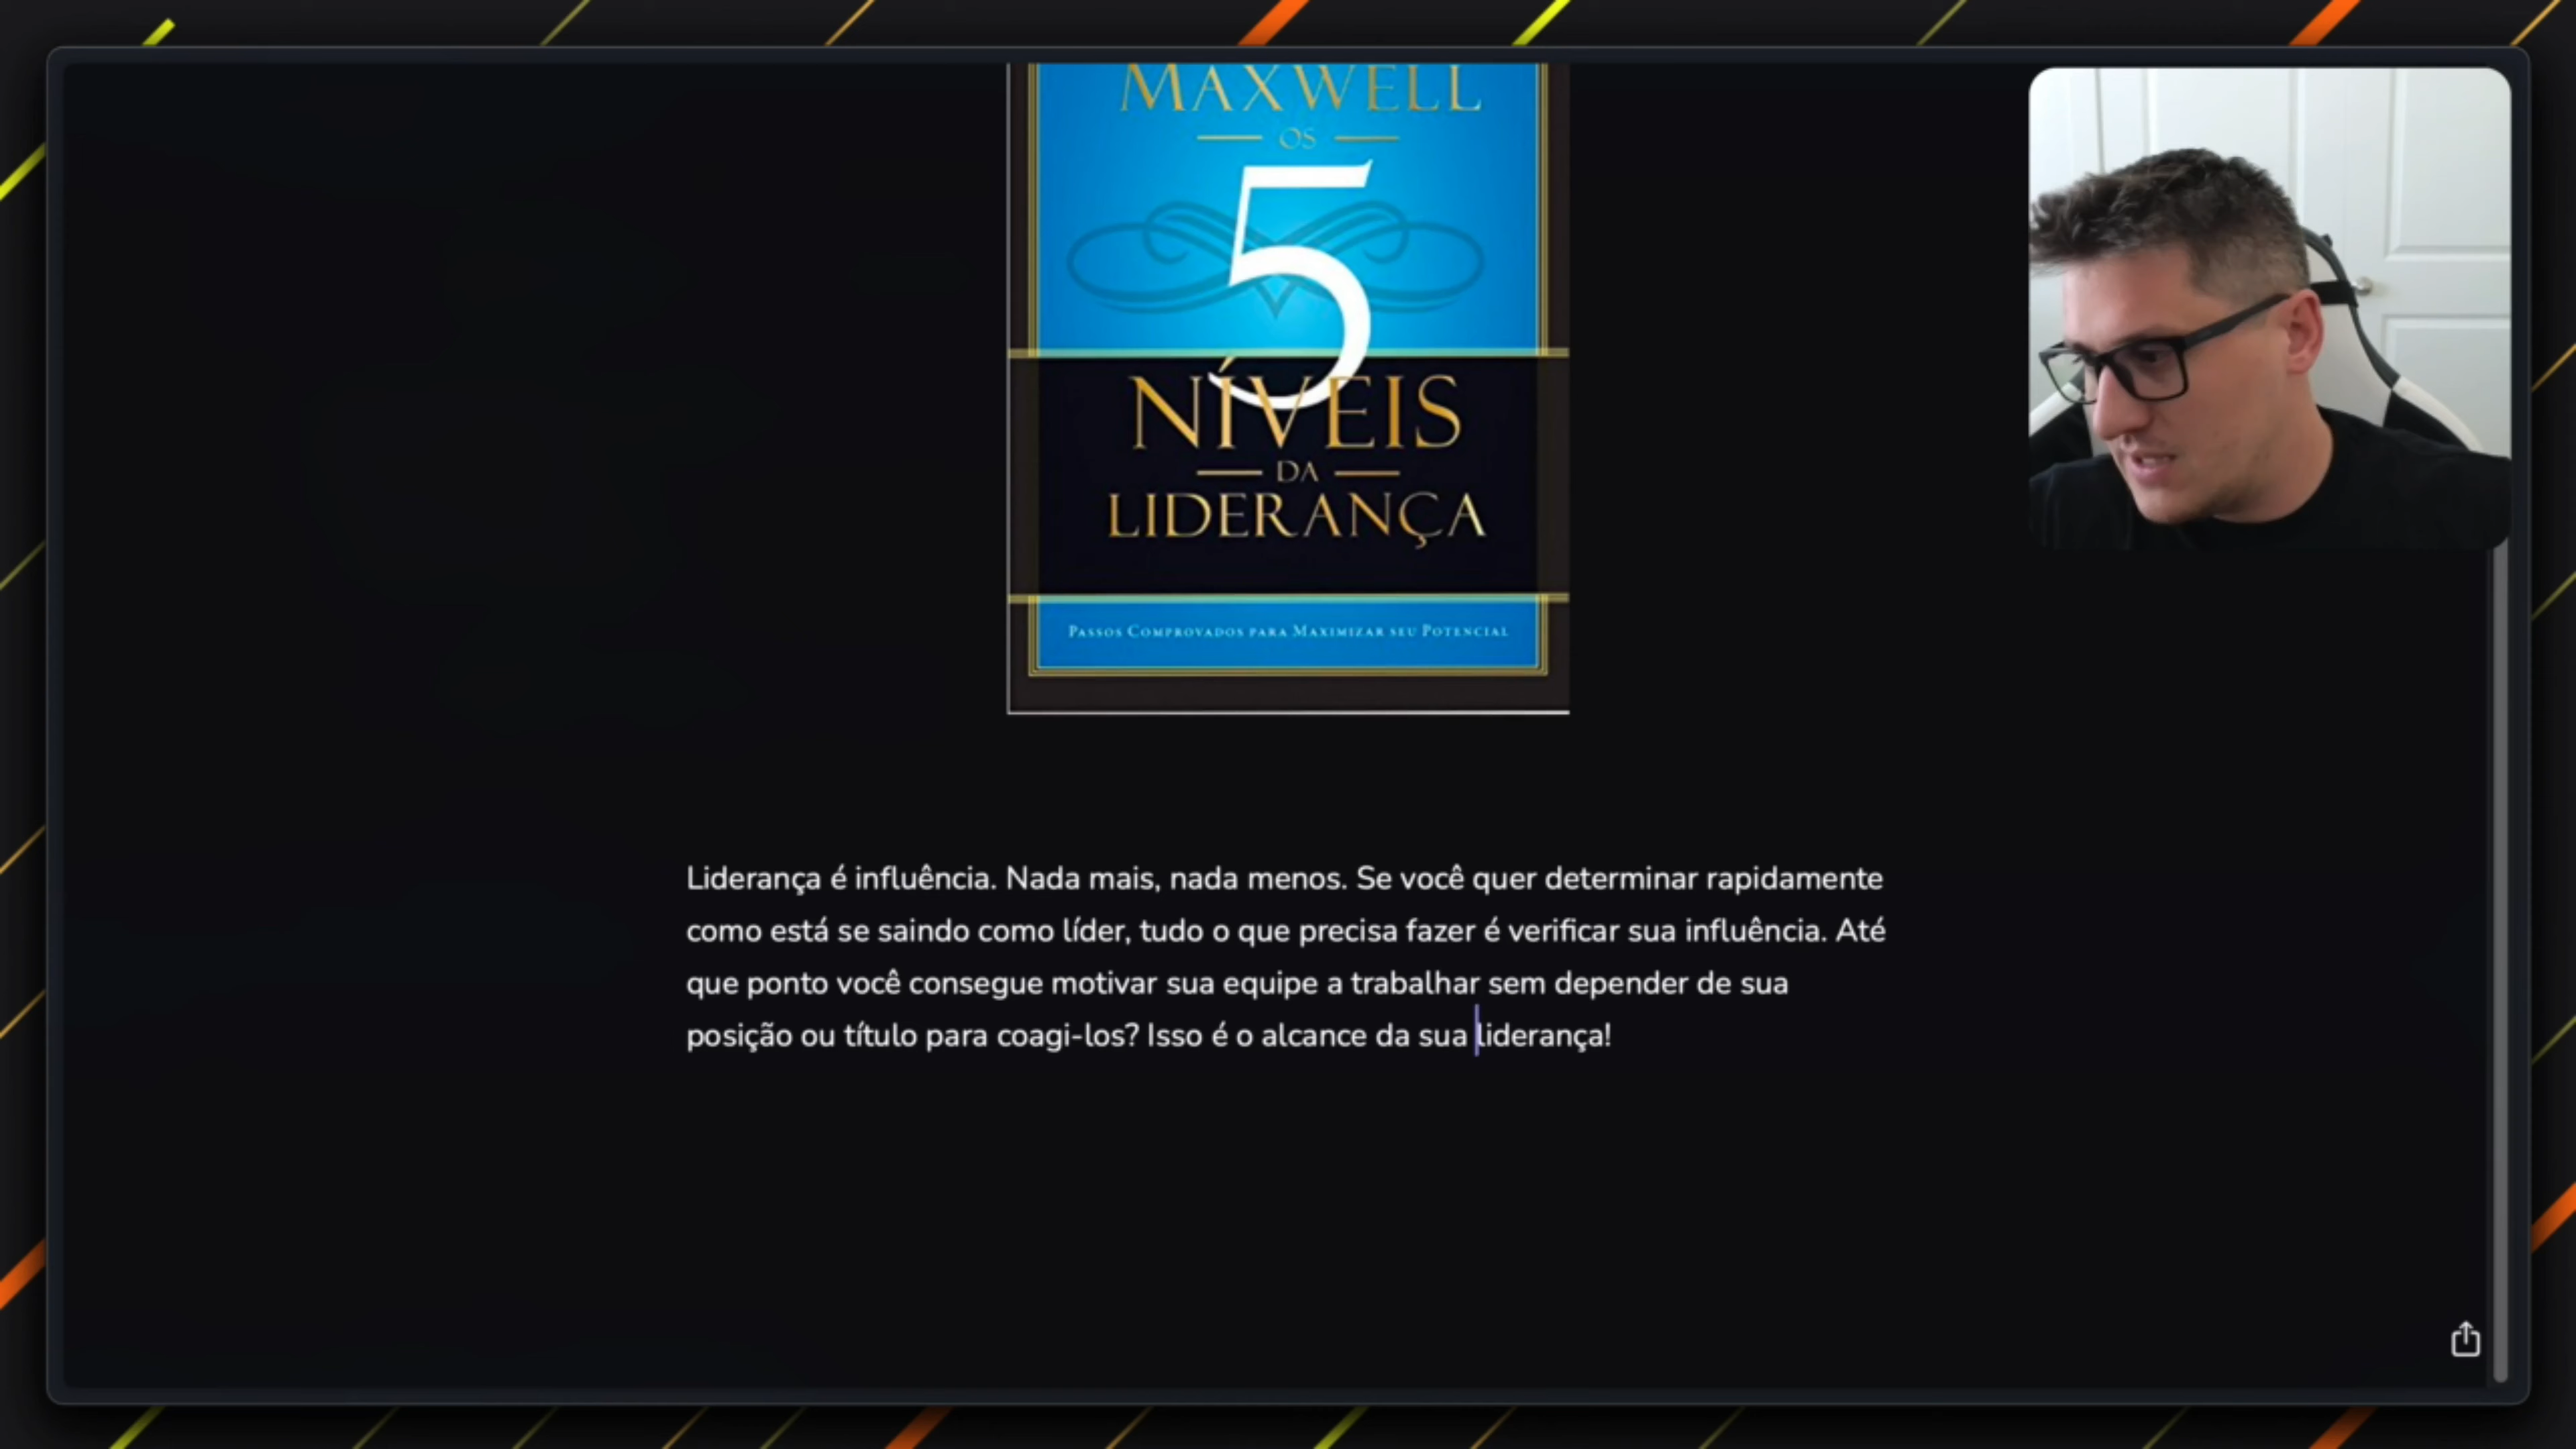 MAXWELL
OS
5
NÍVEIS
DA
LIDERANÇA
PASSOS COMPROVADOS PARA MAXIMIZAR SEU POTENCIAL
Liderança é influência. Nada mais, nada menos. Se você quer determinar rapidamente
como está se saindo como líder, tudo o que precisa fazer é verificar sua influência. Até
que ponto você consegue motivar sua equipe a trabalhar sem depender de sua
posição ou título para coagi-los? Isso é o alcance da sua liderança!